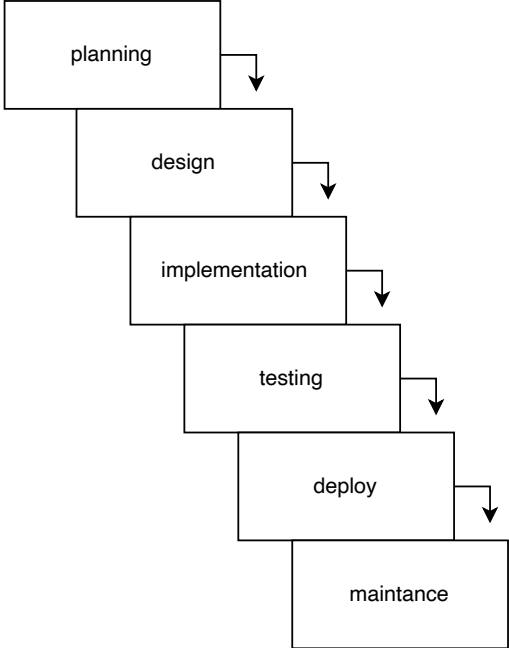 planning
design
implementation
testing
deploy
maintance